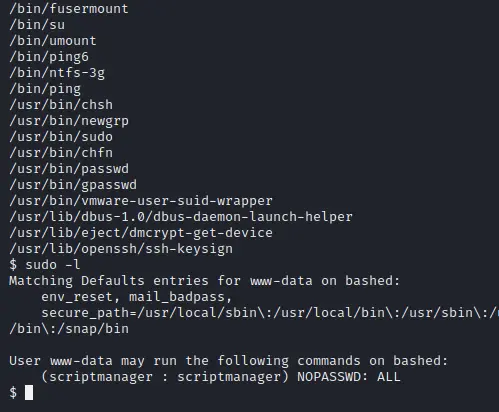 /bin/fusermount
/bin/su
/bin/umount
/bin/ping6
/bin/ntfs-3g
/bin/ping
/usr/bin/chsh
/usr/bin/newgrp
/usr/bin/sudo
/usr/bin/chfn
/usr/bin/passwd
/usr/bin/gpasswd
/usr/bin/vmware-user-suid-wrapper
/usr/lib/dbus-1.0/dbus-daemon-launch-helper
/usr/lib/eject/dmcrypt-get-device
/usr/lib/openssh/ssh-keysign
$ sudo -l
Matching Defaults entries for www-data on bashed:
env_reset, mail_badpass,
secure_path=/usr/local/sbin\:/usr/local/bin\:/usr/sbin\:/
/bin\:/snap/bin
User www-data may run the following commands on bashed:
(scriptmanager : scriptmanager) NOPASSWD: ALL
$